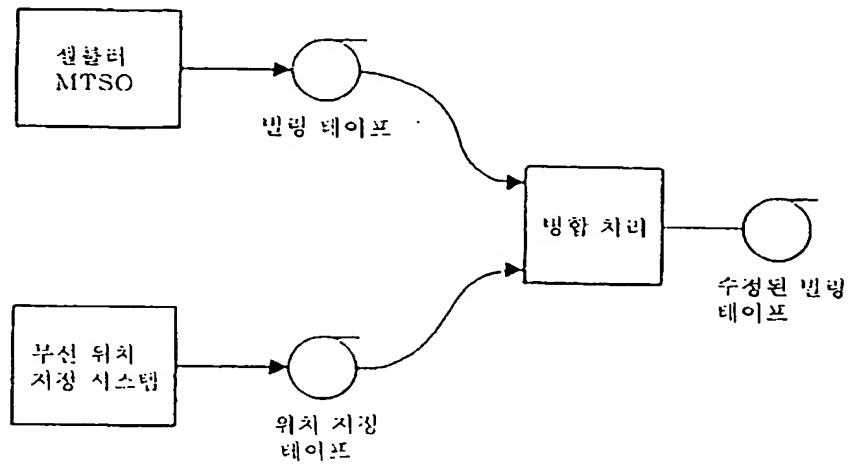 셀룰러
MTSO
빌링 테이프
병합 처리
수정된 빌링
테이프
무선 위치
지정 시스템
위치 지정
테이프